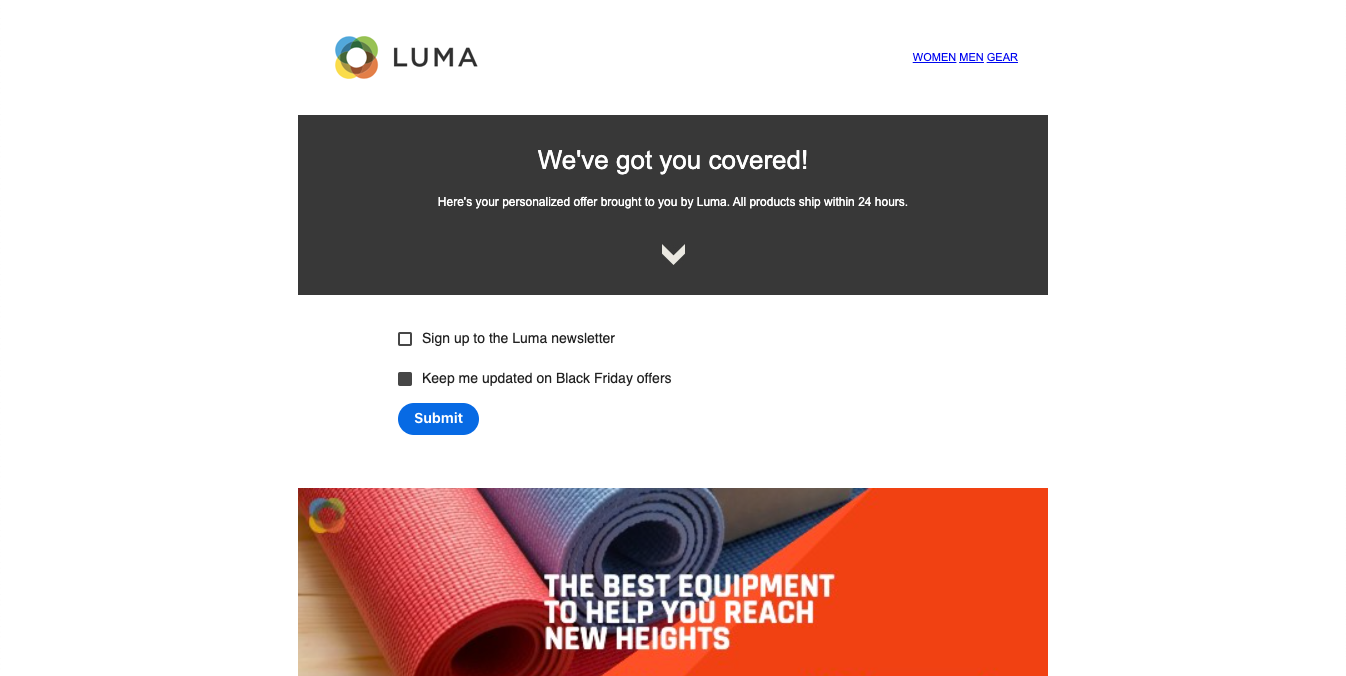 LUMA
WOMEN MEN GEAR
We've got you covered!
Here's your personalized offer brought to you by Luma. All products ship within 24 hours.
Sign up to the Luma newsletter
Keep me updated on Black Friday offers
Submit
THE BEST EQUIPMENT
TO HELP YOU REACH
NEW HEIGHTS